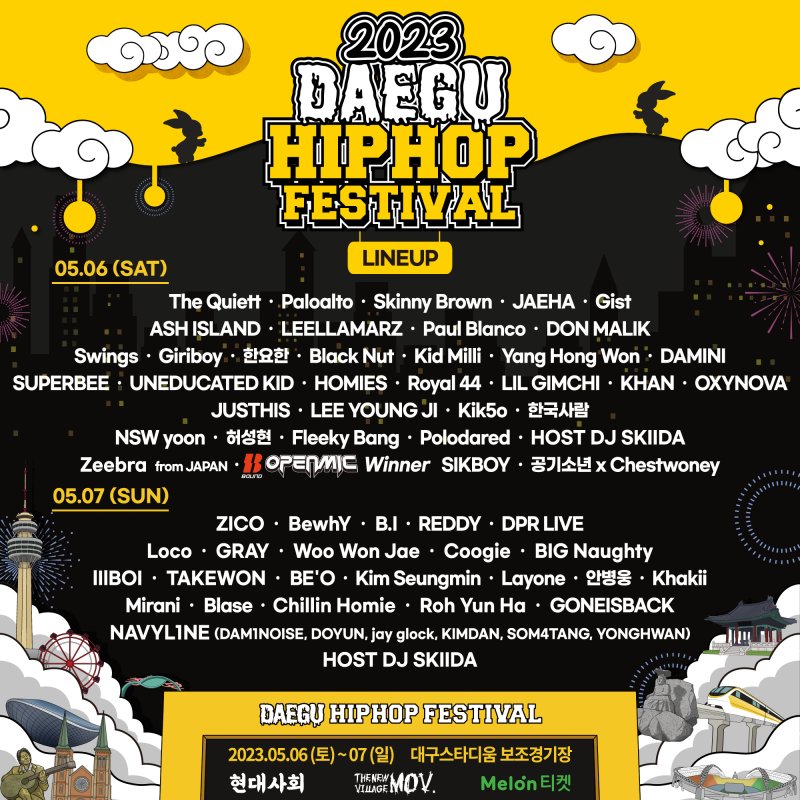 2023
DAEGU
HIPHOP
FESTIVAL
LINEUP
05.06 (SAT)
The Quiett · Paloalto · Skinny Brown · JAEHA · Gist
ASH ISLAND · LEELLAMARZ · Paul Blanco · DON MALIK
Swings · Giriboy · 한요한 · Black Nut · Kid Milli · Yang Hong Won · DAMINI
SUPERBEE · UNEDUCATED KID · HOMIES · Royal 44 · LIL GIMCHI · KHAN · OXYNOVA
JUSTHIS · LEE YOUNG JI · Kik5o · 한국사람
NSW yoon · 허성현 · Fleeky Bang · Polodared · HOST DJ SKIIDA
Zeebra from JAPAN · BOUND OPENMIC Winner SIKBOY · 공기소년 x Chestwoney
05.07 (SUN)
ZICO · BewhY · B.I · REDDY · DPR LIVE
Loco · GRAY · Woo Won Jae · Coogie · BIG Naughty
lIlBOI · TAKEWON · BE'O · Kim Seungmin · Layone · 안병웅 · Khakii
Mirani · Blase · Chillin Homie · Roh Yun Ha · GONEISBACK
NAVYL1NE (DAM1NOISE, DOYUN, jay glock, KIMDAN, SOM4TANG, YONGHWAN)
HOST DJ SKIIDA
DAEGU HIPHOP FESTIVAL
2023.05.06 (토) ~ 07 (일) 대구스타디움 보조경기장
현대사회 THE NEW VILLAGE MOV. Melon 티켓